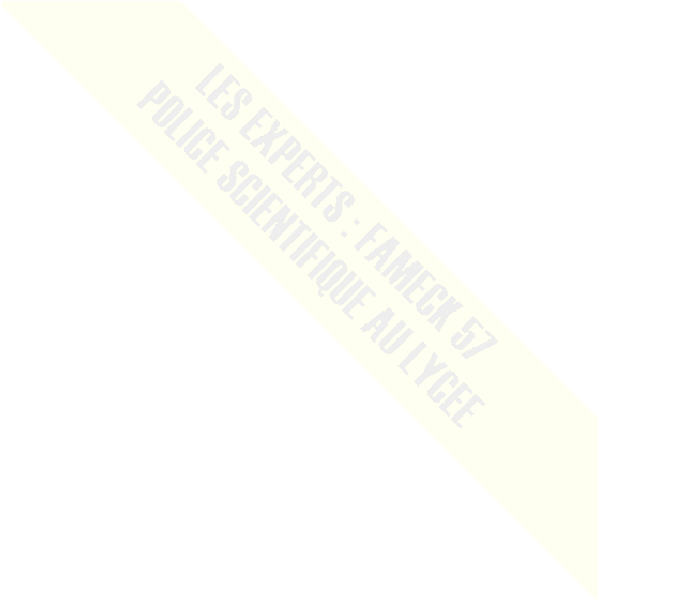 LES EXPERTS : FAMECK 57
POLICE SCIENTIFIQUE AU LYCEE